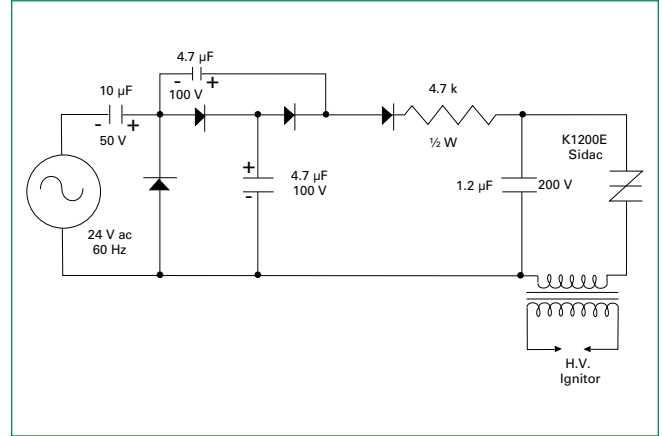 4.7 µF
- +
100 V
10 µF
- +
50 V
4.7 k
½ W
K1200E
Sidac
+
4.7 µF
100 V
-
1.2 µF
200 V
24 V ac
60 Hz
H.V.
Ignitor